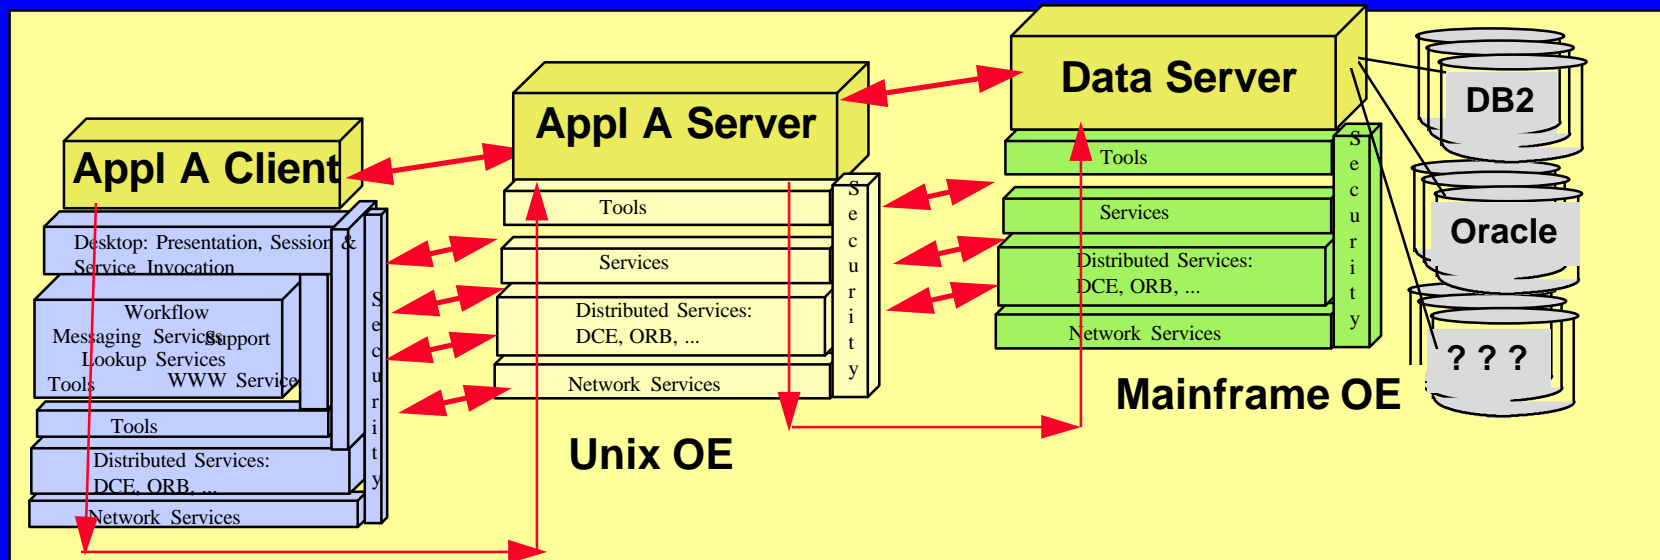 Appl A Client
Desktop: Presentation, Session &
Service Invocation
Workflow
Messaging Services
Support
Lookup Services
Tools
WWW Service
Tools
Distributed Services:
DCE, ORB, ...
Network Services
Security
Appl A Server
Tools
Services
Distributed Services:
DCE, ORB, ...
Network Services
Security
Unix OE
Data Server
Tools
Services
Distributed Services:
DCE, ORB, ...
Network Services
Security
Mainframe OE
DB2
Oracle
? ? ?